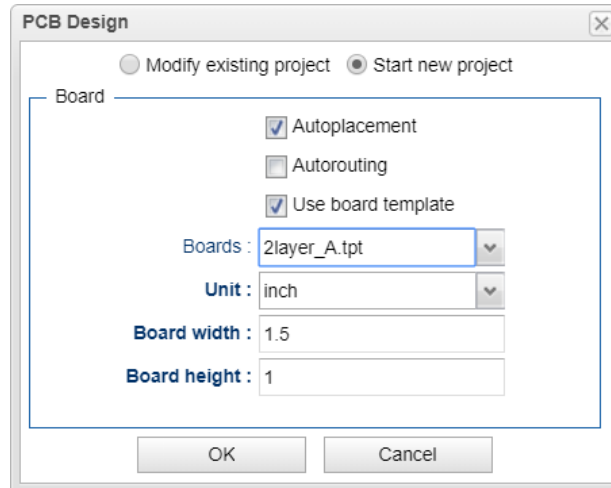 PCB Design
Modify existing project Start new project
Board
Autoplacement
Autorouting
Use board template
Boards : 2layer_A.tpt
Unit : inch
Board width : 1.5
Board height : 1
OK Cancel